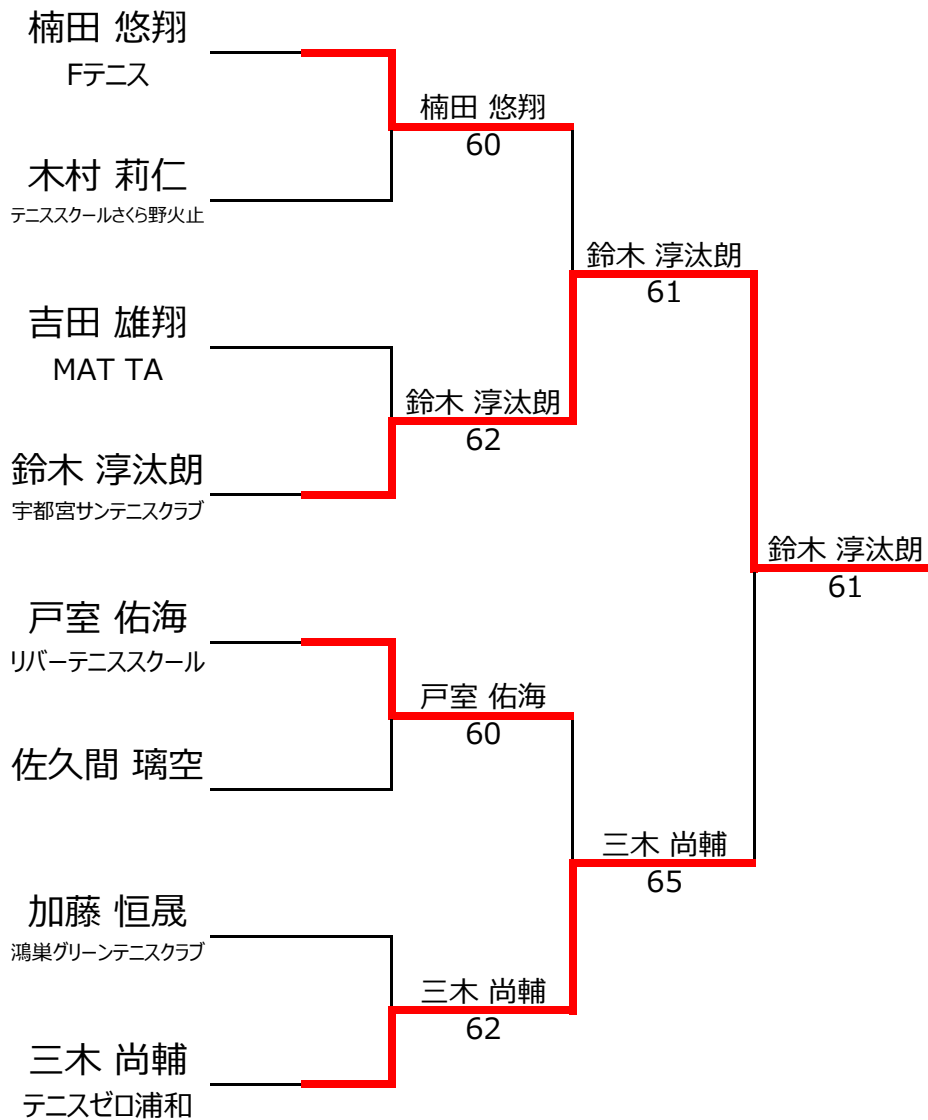 楠田 悠翔
Fテニス
木村 莉仁
テニススクールさくら野火止
吉田 雄翔
MAT TA
鈴木 淳汰朗
宇都宮サンテニスクラブ
戸室 佑海
リバーテニススクール
佐久間 璃空
加藤 恒晟
鴻巣グリーンテニスクラブ
三木 尚輔
テニスゼロ浦和
楠田 悠翔
60
鈴木 淳汰朗
62
戸室 佑海
60
三木 尚輔
62
鈴木 淳汰朗
61
三木 尚輔
65
鈴木 淳汰朗
61